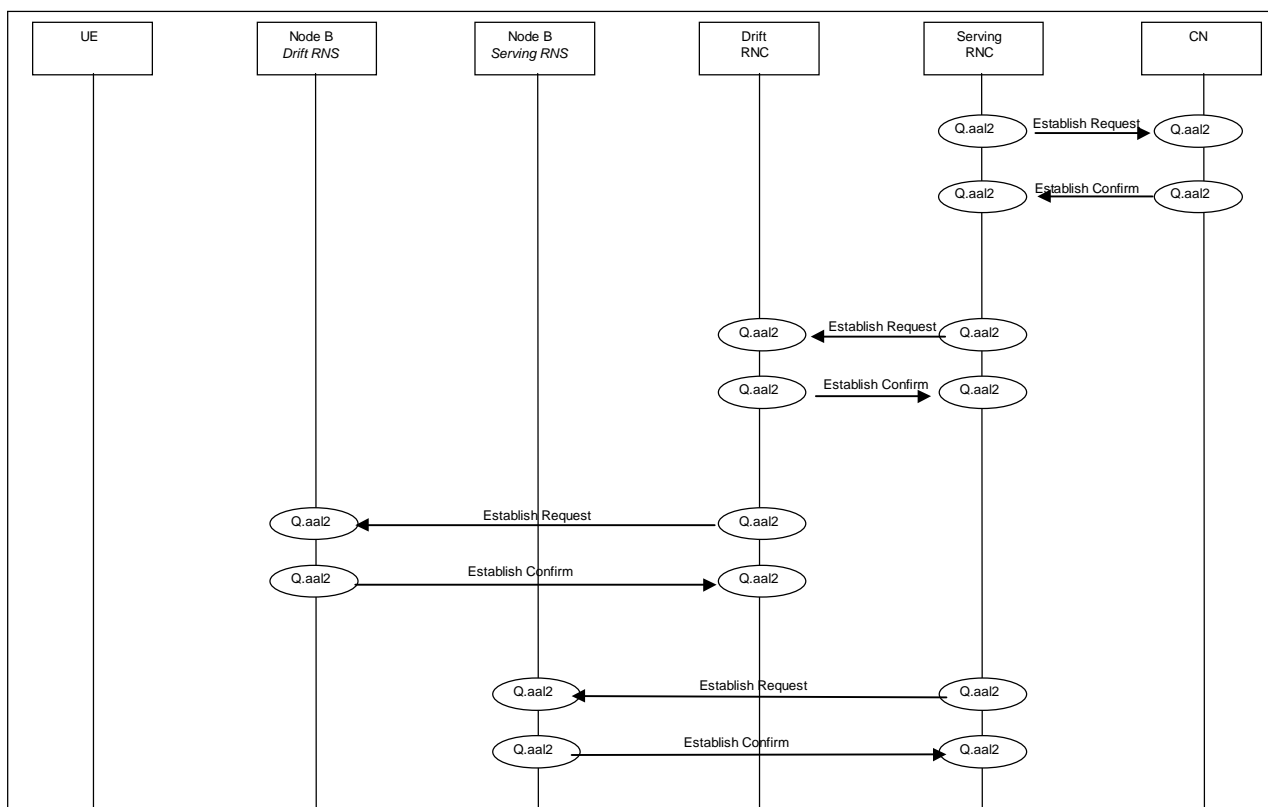 UE
Node B
Drift RNS
Node B
Serving RNS
Drift
RNC
Serving
RNC
CN
Q.aal2
Establish Request
Q.aal2
Q.aal2
Establish Confirm
Q.aal2
Q.aal2
Establish Request
Q.aal2
Q.aal2
Establish Confirm
Q.aal2
Q.aal2
Establish Request
Q.aal2
Q.aal2
Establish Confirm
Q.aal2
Q.aal2
Establish Request
Q.aal2
Q.aal2
Establish Confirm
Q.aal2